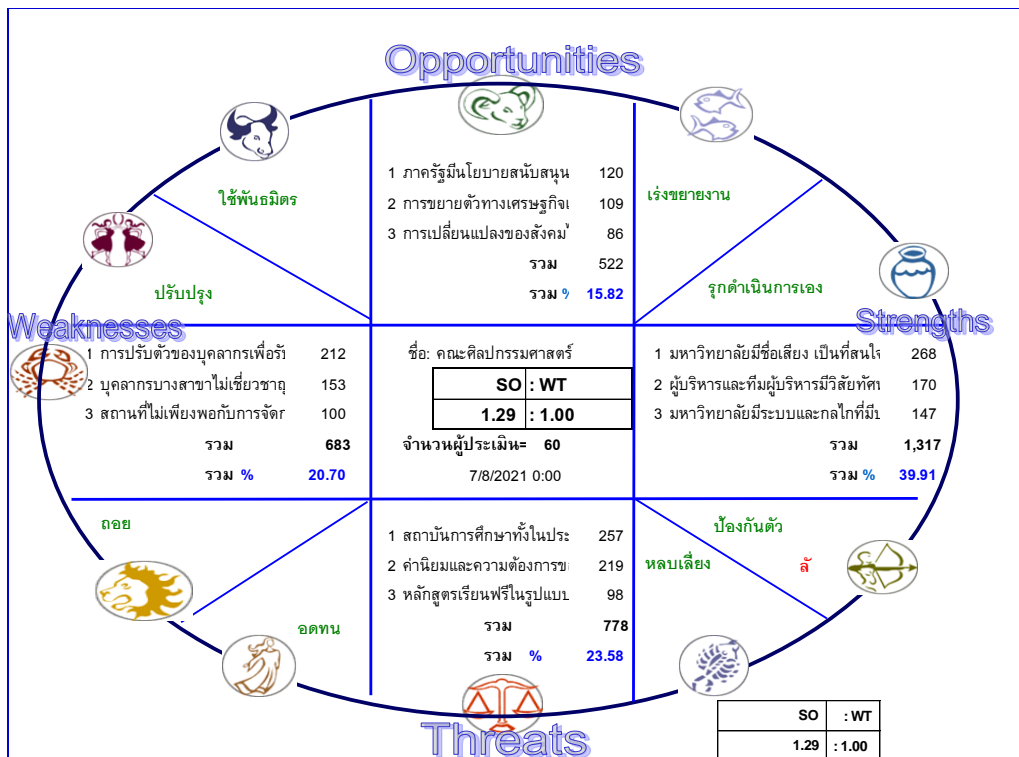 Opportunities
1 ภาครัฐมีนโยบายสนับสนุน 120
2 การขยายตัวทางเศรษฐกิจเ 109
3 การเปลี่ยนแปลงของสังคม 86
รวม 522
รวม % 15.82
ใช้พันธมิตร
ปรับปรุง
เร่งขยายงาน
รุกดำเนินการเอง
Weaknesses
1 การปรับตัวของบุคลากรเพื่อรั 212
2 บุคลากรบางสาขาไม่เชี่ยวชา 153
3 สถานที่ไม่เพียงพอกับการจัด 100
รวม 683
รวม % 20.70
ชื่อ: คณะศิลปกรรมศาสตร์
SO : WT
1.29 : 1.00
จำนวนผู้ประเมิน= 60
7/8/2021 0:00
Strengths
1 มหาวิทยาลัยมีชื่อเสียง เป็นที่สนใจ 268
2 ผู้บริหารและทีมผู้บริหารมีวิสัยทัศ 170
3 มหาวิทยาลัยมีระบบและกลไกที่มี 147
รวม 1,317
รวม % 39.91
ถอย
อดทน
1 สถาบันการศึกษาทั้งในประ 257
2 ค่านิยมและความต้องการข 219
3 หลักสูตรเรียนฟรีในรูปแบบ 98
รวม 778
รวม % 23.58
ป้องกันตัว
หลบเลี่ยง
ลั
Threats
SO : WT
1.29 : 1.00